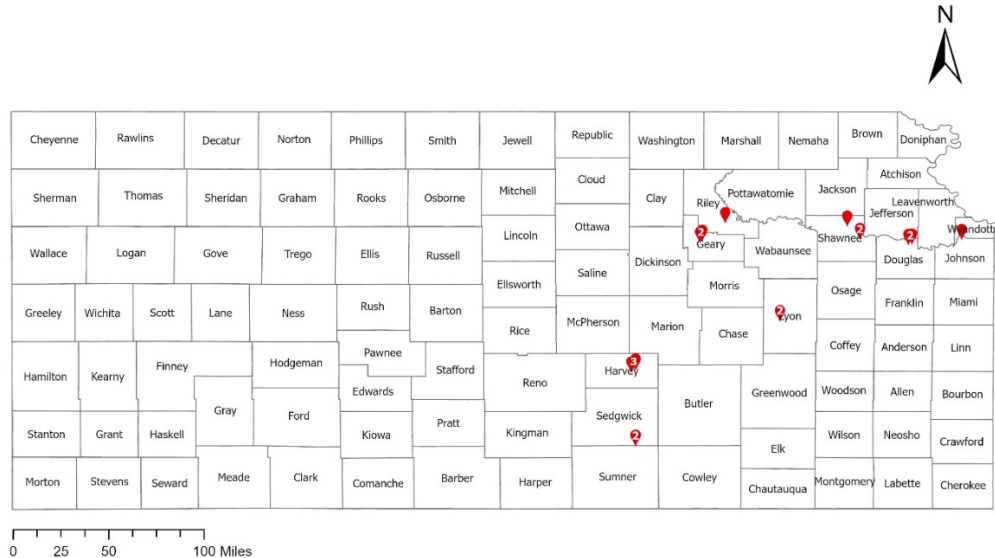 N
Cheyenne Rawlins Decatur Norton Phillips Smith Jewell Republic Washington Marshall Nemaha Brown Doniphan
Atchison
Sherman Thomas Sheridan Graham Rooks Osborne Mitchell Cloud Clay Riley Pottawatomie Jackson Jefferson Leavenworth
Wallace Logan Gove Trego Ellis Russell Lincoln Ottawa Dickinson 2 Geary Wabaunsee Shawnee 2 2 Douglas Johnson
Saline
Greeley Wichita Scott Lane Ness Rush Barton Ellsworth Morris Osage Franklin Miami
Rice McPherson Marion Chase 2 Lyon Coffey Anderson Linn
Hamilton Kearny Finney Hodgeman Pawnee Stafford Reno Harvey 3
Edwards
Gray Ford Sedgwick Butler Greenwood Woodson Allen Bourbon
Stanton Grant Haskell Kiowa Pratt Kingman 2 Elk Wilson Neosho Crawford
Morton Stevens Seward Meade Clark Comanche Barber Harper Sumner Cowley Chautauqua Montgomery Labette Cherokee
0 25 50 100 Miles